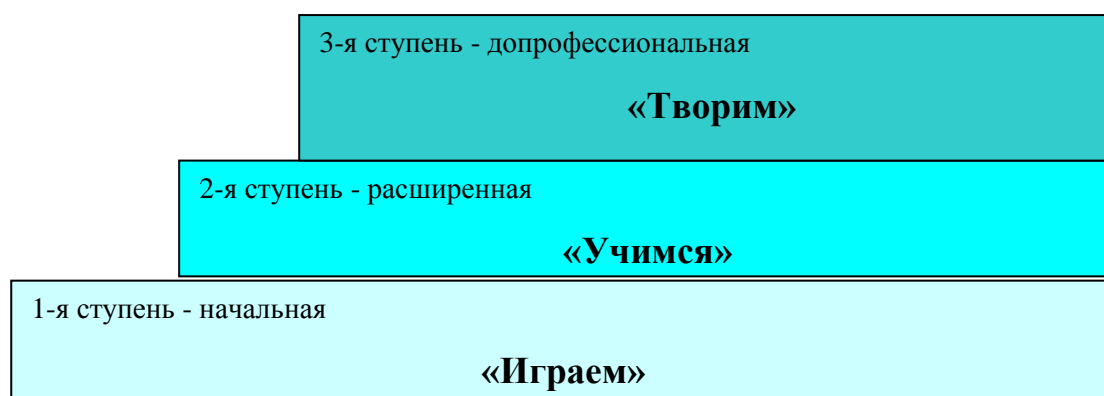 3-я ступень - допрофессиональная
«Творим»
2-я ступень - расширенная
«Учимся»
1-я ступень - начальная
«Играем»